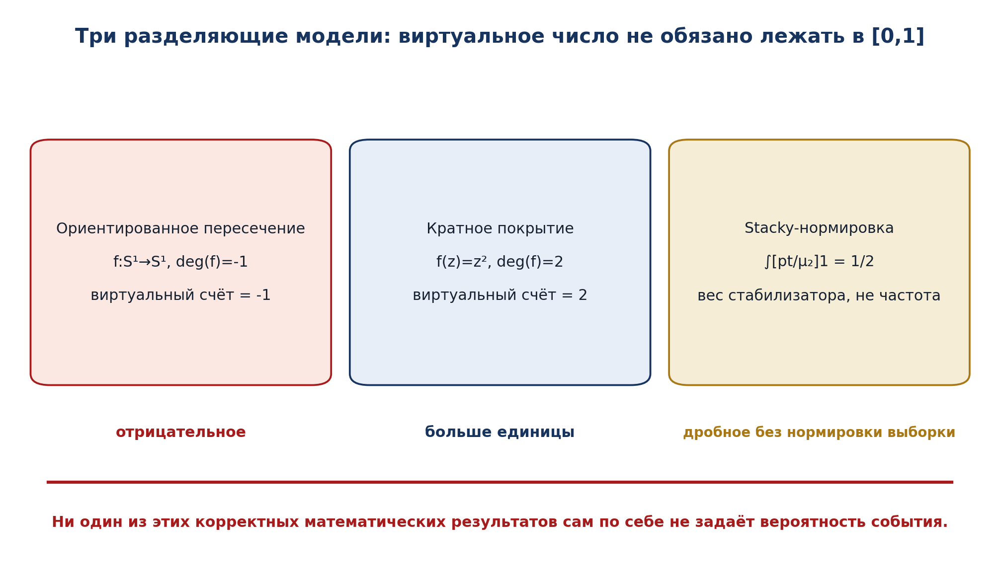 Три разделяющие модели: виртуальное число не обязано лежать в [0,1]
Ориентированное пересечение
f:S¹→S¹, deg(f)=-1
виртуальный счёт = -1
Кратное покрытие
f(z)=z², deg(f)=2
виртуальный счёт = 2
Stacky-нормировка
∫[pt/μ₂]1 = 1/2
вес стабилизатора, не частота
отрицательное
больше единицы
дробное без нормировки выборки
Ни один из этих корректных математических результатов сам по себе не задаёт вероятность события.